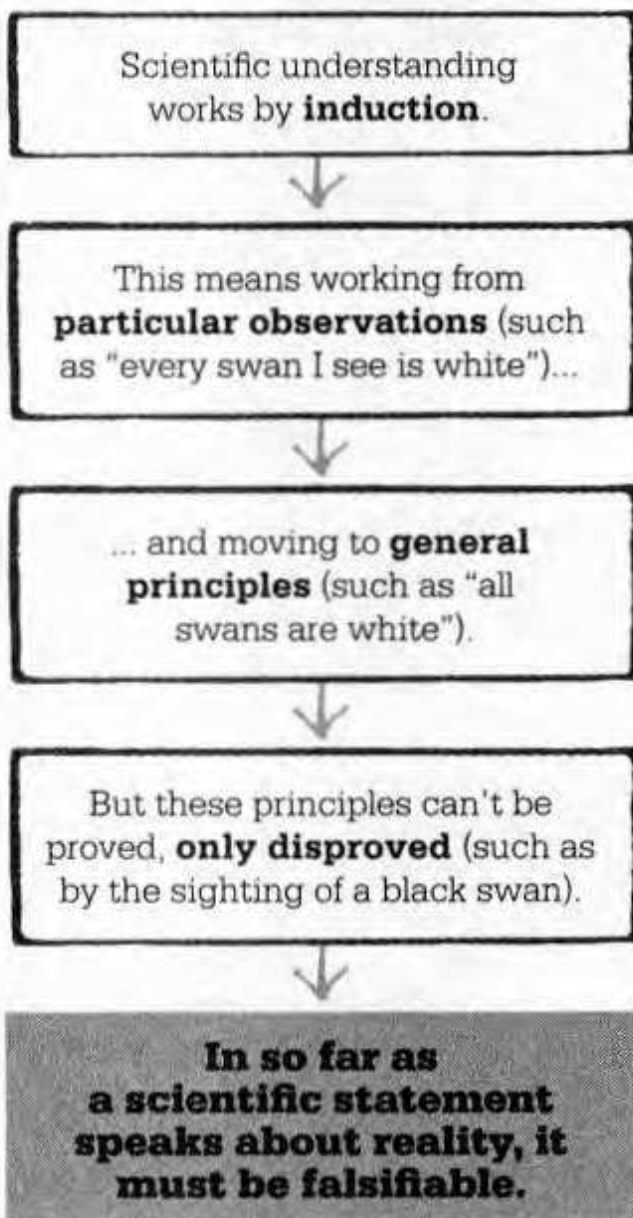 Scientific understanding
works by induction.
This means working from
particular observations (such
as “every swan I see is white”)...
... and moving to general
principles (such as “all
swans are white”).
But these principles can't be
proved, only disproved (such as
by the sighting of a black swan).
In so far as
a scientific statement
speaks about reality, it
must be falsifiable.